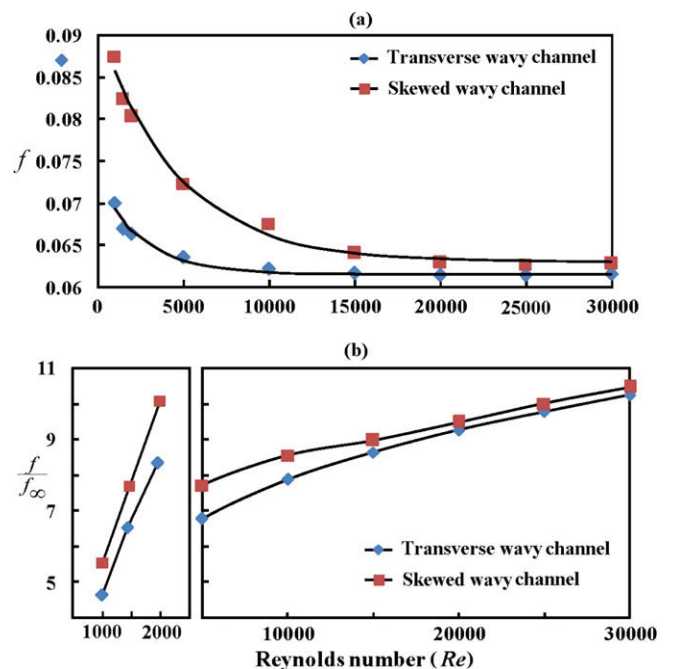 (a)
0.09
0.085
0.08
0.075
0.07
0.065
0.06
f
Transverse wavy channel
Skewed wavy channel
0 5000 10000 15000 20000 25000 30000
(b)
11
9
7
5
f
f∞
Transverse wavy channel
Skewed wavy channel
1000 2000 10000 20000 30000
Reynolds number (Re)